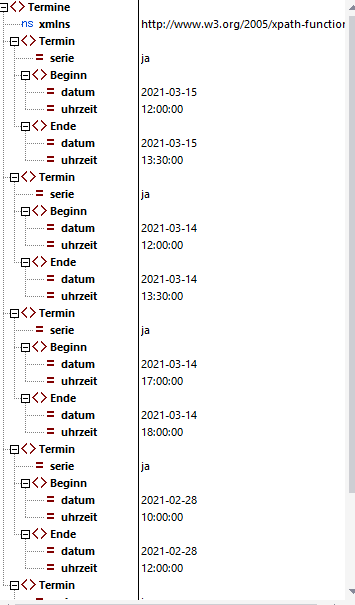 Termine
ns xmlns http://www.w3.org/2005/xpath-function
Termin
= serie ja
Beginn
= datum 2021-03-15
= uhrzeit 12:00:00
Ende
= datum 2021-03-15
= uhrzeit 13:30:00
Termin
= serie ja
Beginn
= datum 2021-03-14
= uhrzeit 12:00:00
Ende
= datum 2021-03-14
= uhrzeit 13:30:00
Termin
= serie ja
Beginn
= datum 2021-03-14
= uhrzeit 17:00:00
Ende
= datum 2021-03-14
= uhrzeit 18:00:00
Termin
= serie ja
Beginn
= datum 2021-02-28
= uhrzeit 10:00:00
Ende
= datum 2021-02-28
= uhrzeit 12:00:00
Termin